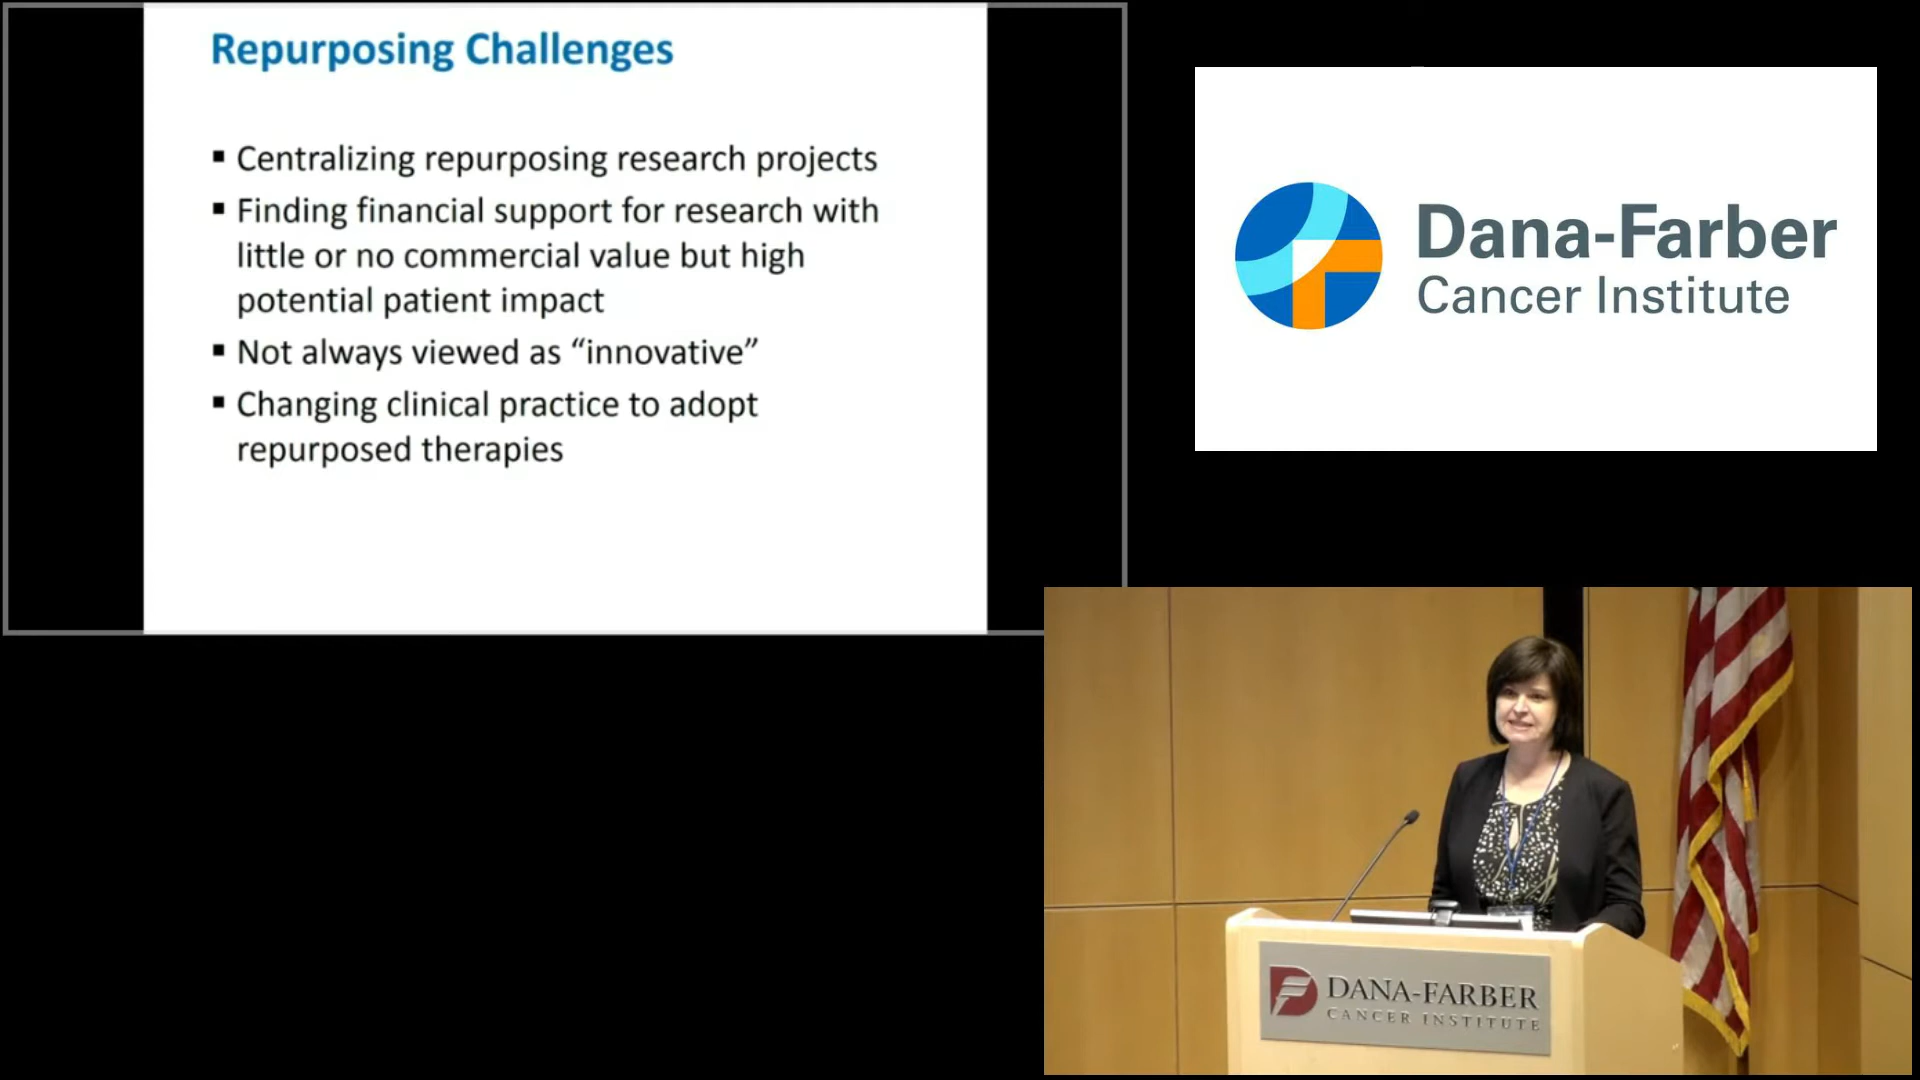 Repurposing Challenges
▪ Centralizing repurposing research projects
▪ Finding financial support for research with
little or no commercial value but high
potential patient impact
▪ Not always viewed as “innovative”
▪ Changing clinical practice to adopt
repurposed therapies
Dana-Farber
Cancer Institute
DANA-FARBER
CANCER INSTITUTE